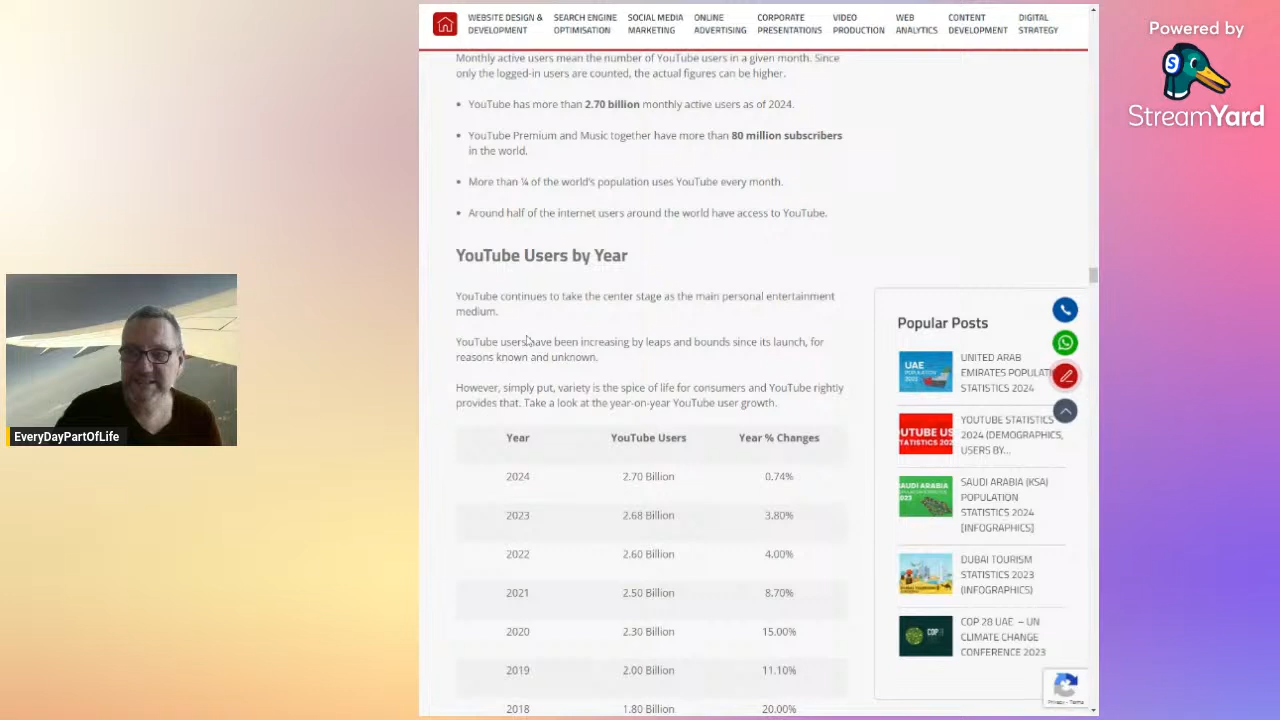 WEBSITE DESIGN &
DEVELOPMENT
SEARCH ENGINE
OPTIMISATION
SOCIAL MEDIA
MARKETING
ONLINE
ADVERTISING
CORPORATE
PRESENTATIONS
VIDEO
PRODUCTION
WEB
ANALYTICS
CONTENT
DEVELOPMENT
DIGITAL
STRATEGY
Powered by
StreamYard
Monthly active users mean the number of YouTube users in a given month. Since
only the logged-in users are counted, the actual figures can be higher.
• YouTube has more than 2.70 billion monthly active users as of 2024.
• YouTube Premium and Music together have more than 80 million subscribers
in the world.
• More than ¼ of the world's population uses YouTube every month.
• Around half of the internet users around the world have access to YouTube.
YouTube Users by Year
YouTube continues to take the center stage as the main personal entertainment
medium.
YouTube users have been increasing by leaps and bounds since its launch, for
reasons known and unknown.
However, simply put, variety is the spice of life for consumers and YouTube rightly
provides that. Take a look at the year-on-year YouTube user growth.
Year YouTube Users Year % Changes
2024 2.70 Billion 0.74%
2023 2.68 Billion 3.80%
2022 2.60 Billion 4.00%
2021 2.50 Billion 8.70%
2020 2.30 Billion 15.00%
2019 2.00 Billion 11.10%
2018 1.80 Billion 20.00%
Popular Posts
UNITED ARAB
EMIRATES POPULATI
STATISTICS 2024
YOUTUBE STATISTICS
2024 (DEMOGRAPHICS,
USERS BY...
SAUDI ARABIA (KSA)
POPULATION
STATISTICS 2024
[INFOGRAPHICS]
DUBAI TOURISM
STATISTICS 2023
(INFOGRAPHICS)
COP 28 UAE – UN
CLIMATE CHANGE
CONFERENCE 2023
Privacy - Terms
EveryDayPartOfLife